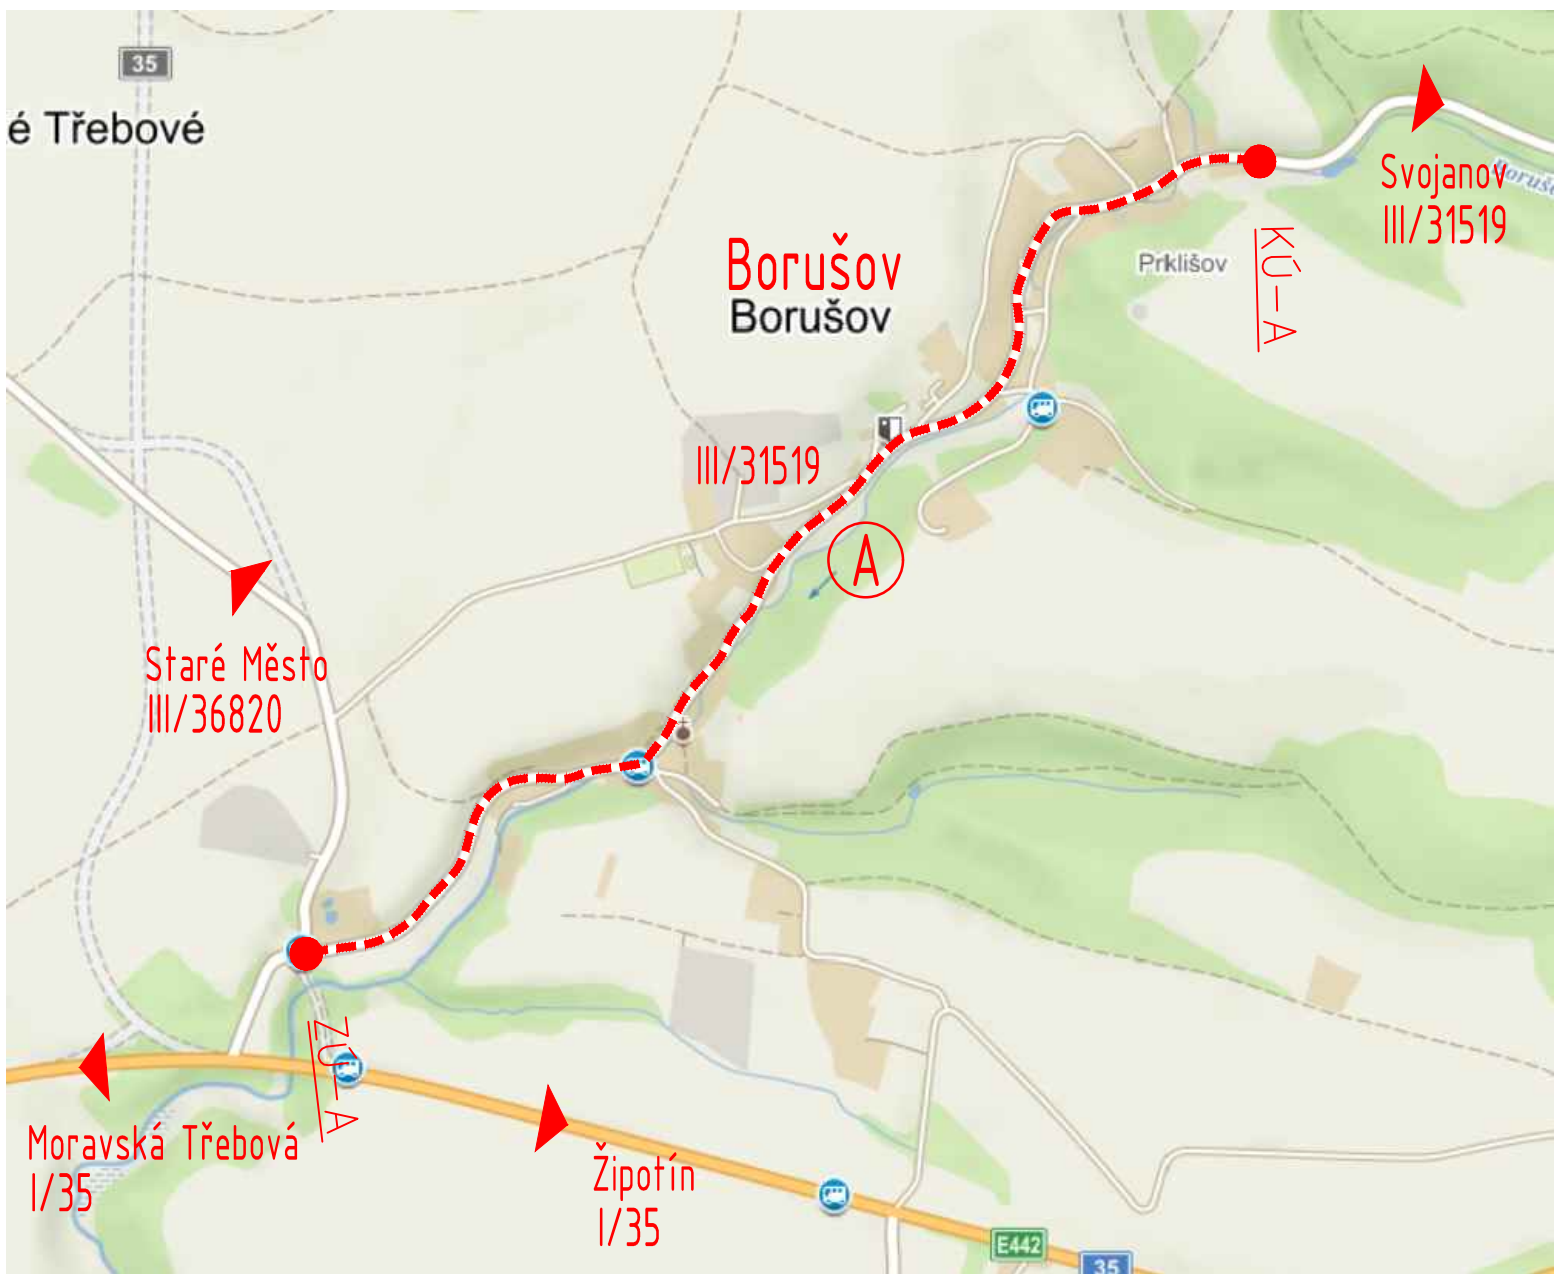 35
é Třebové
Svojanov
III/31519
Borušov
Borušov
Prklišov
KÚ-A
III/31519
A
Staré Město
III/36820
ZÚ-A
Moravská Třebová
I/35
Žipotín
I/35
E442
35